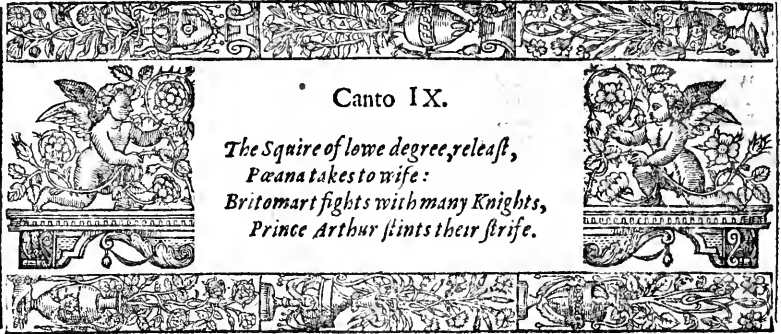 Canto IX.
The Squire of lowe degree, releaſt,
Pœana takes to wife:
Britomart fights with many Knights,
Prince Arthur ſtints their ſtrife.